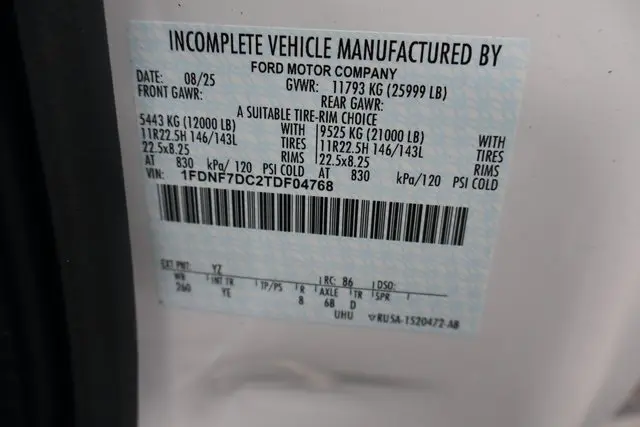 INCOMPLETE VEHICLE MANUFACTURED BY
FORD MOTOR COMPANY
DATE: 08/25 GVWR: 11793 KG (25999 LB)
FRONT GAWR: REAR GAWR:
A SUITABLE TIRE-RIM CHOICE
5443 KG (12000 LB) WITH 9525 KG (21000 LB) WITH
11R22.5H 146/143L TIRES 11R22.5H 146/143L TIRES
22.5x8.25 RIMS 22.5x8.25 RIMS
AT 830 kPa/120 PSI COLD AT 830 kPa/120 PSI COLD
VIN: 1FDNF7DC2TDF04768
EXT PNT: YZ RC: 86 DSO:
WB INT TR TP/PS R AXLE TR SPR
260 YE 8 6B D
UHU RU5A-1520472-AB